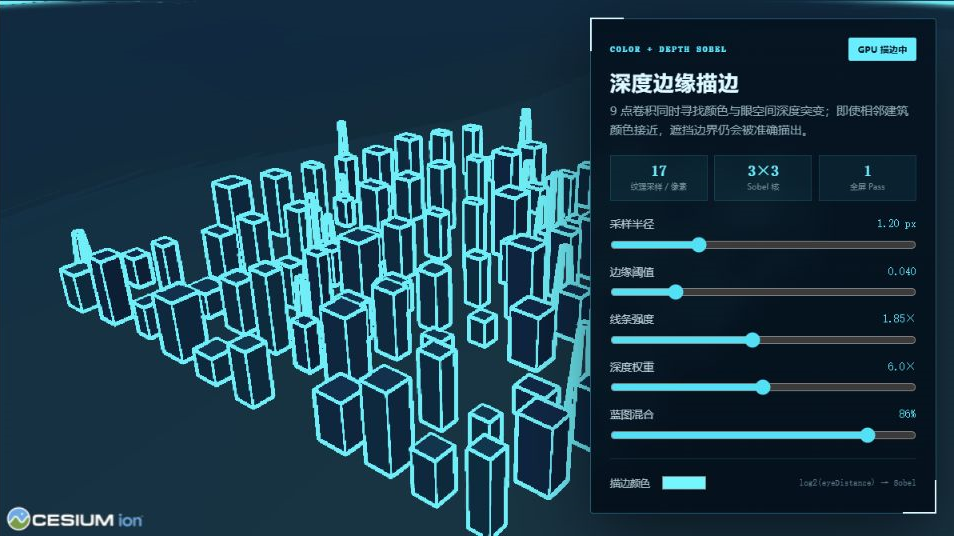 COLOR + DEPTH SOBEL
GPU 描边中
深度边缘描边
9 点卷积同时寻找颜色与眼空间深度突变；即使相邻建筑
颜色接近，遮挡边界仍会被准确描出。
17
纹理采样 / 像素
3×3
Sobel 核
1
全屏 Pass
采样半径
1.20 px
边缘阈值
0.040
线条强度
1.85×
深度权重
6.0×
蓝图混合
86%
描边颜色
log2(eyeDistance) → Sobel
CESIUM ion